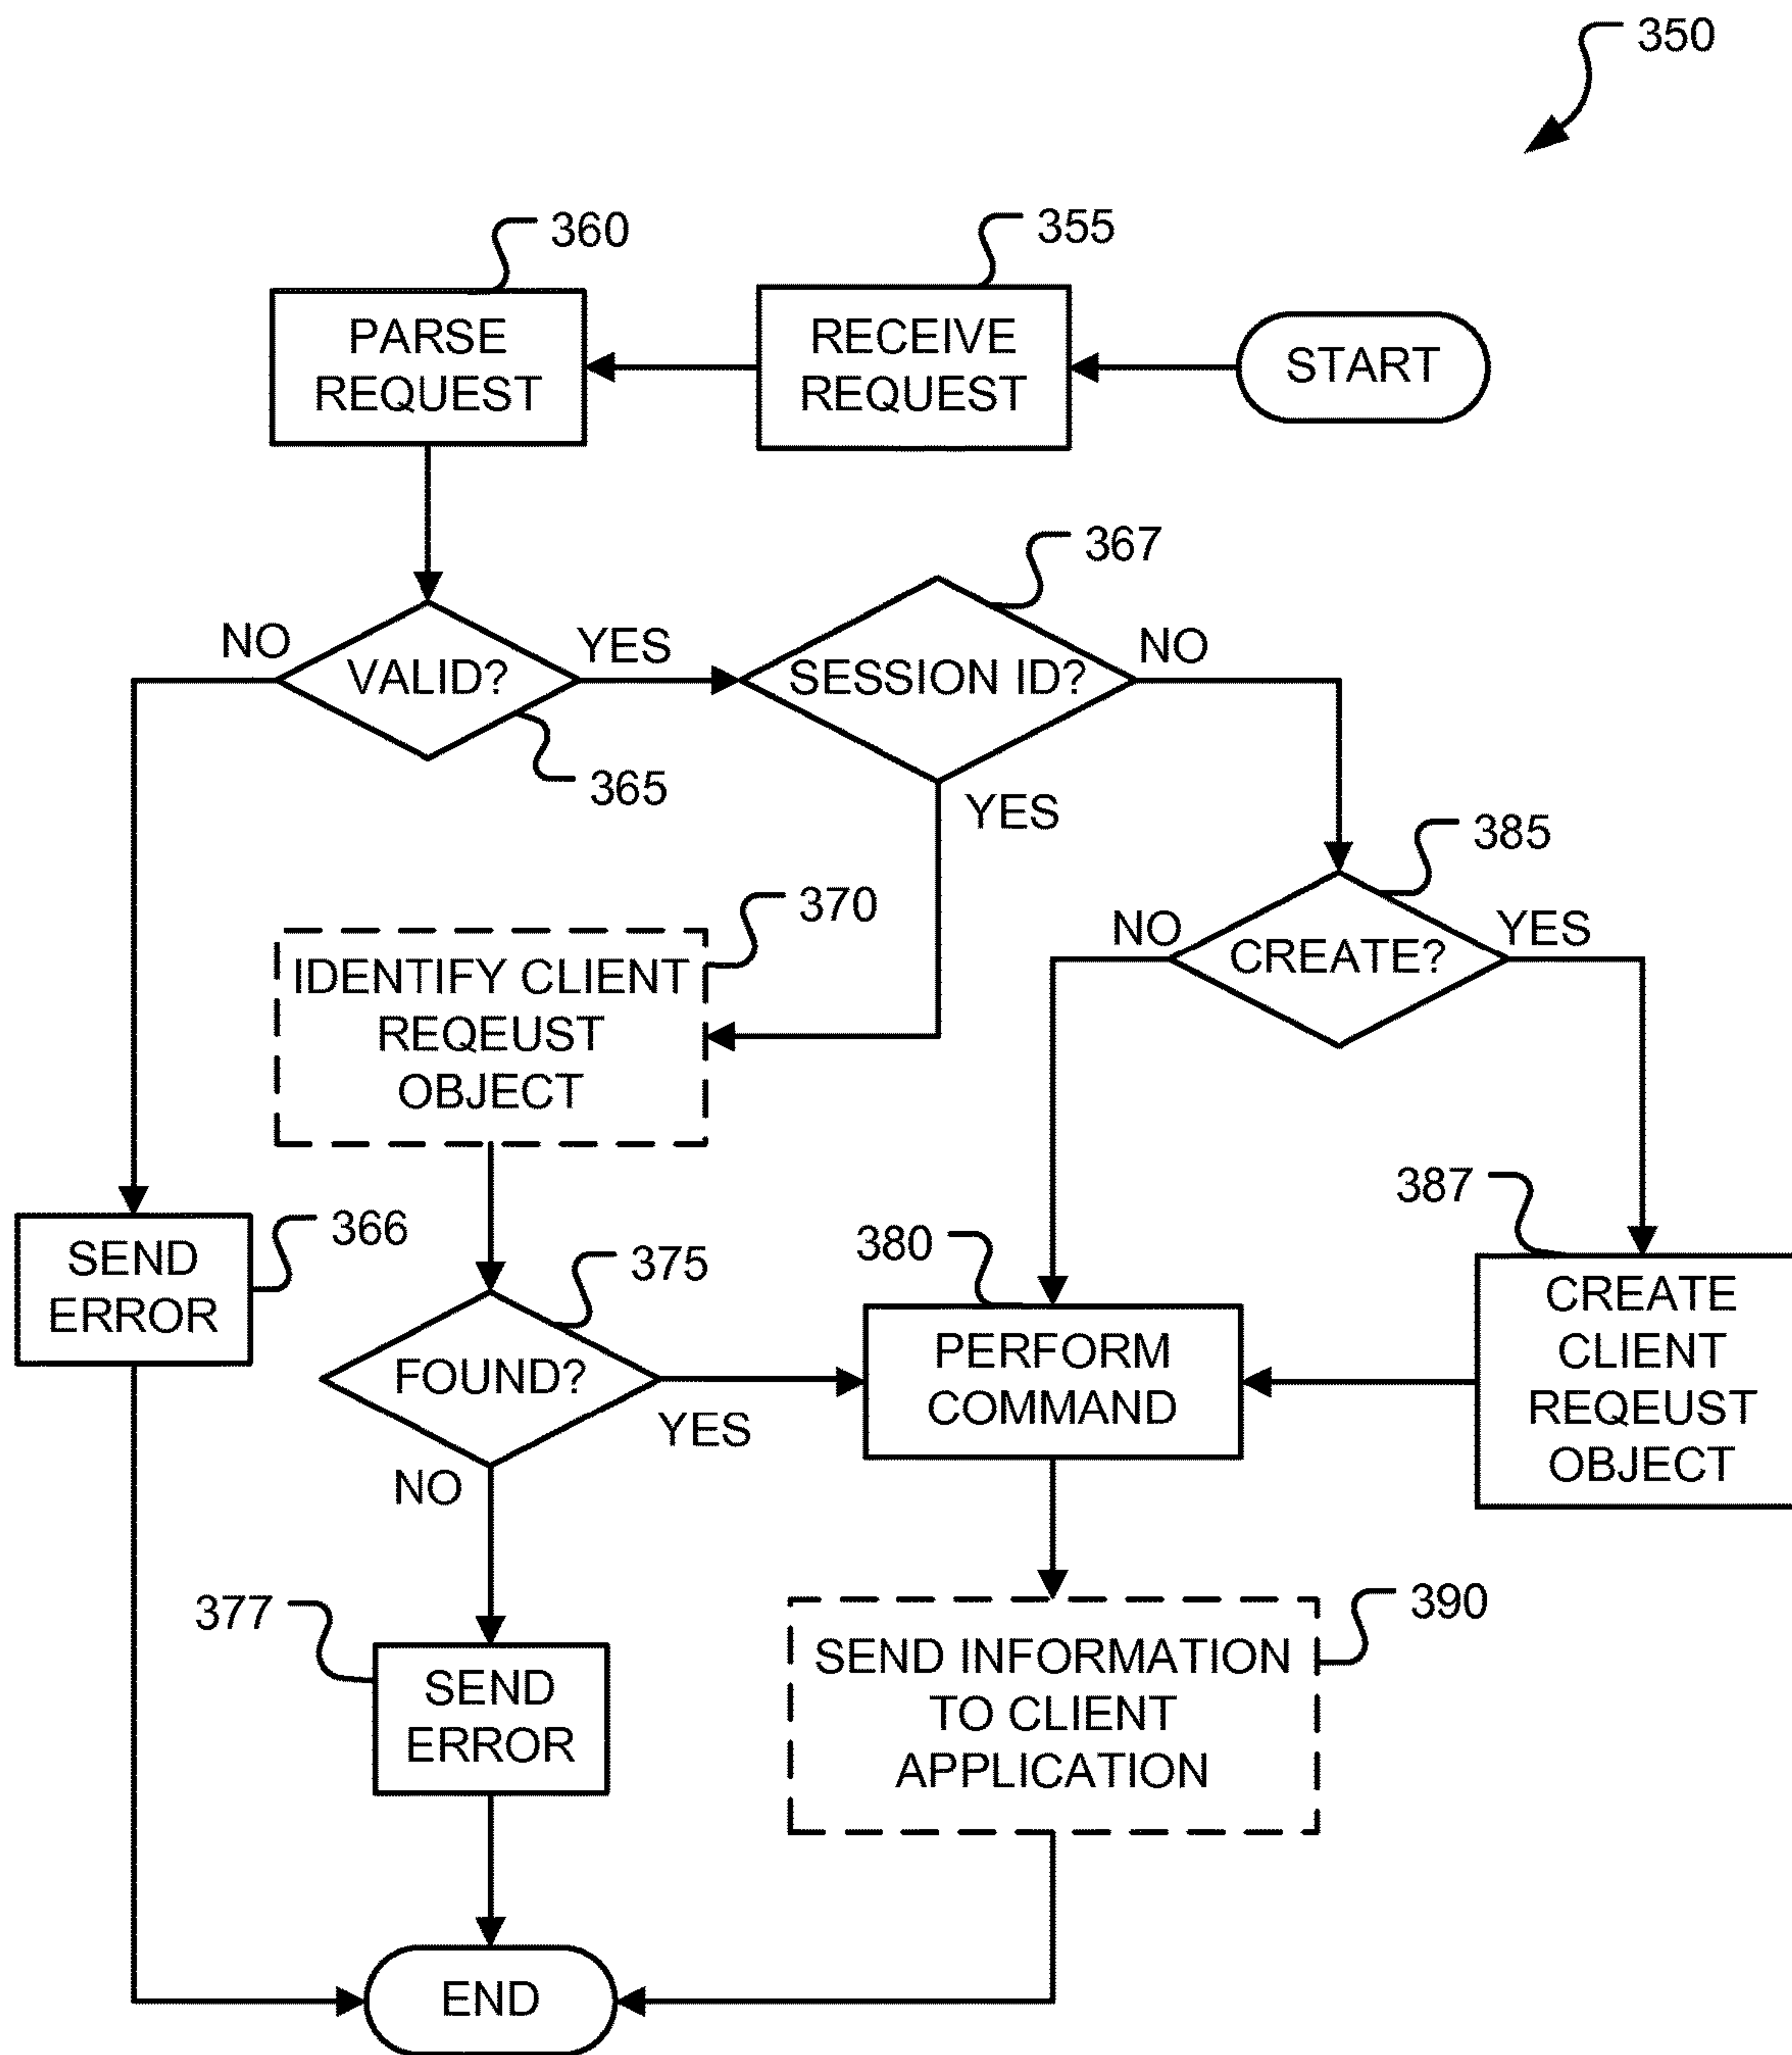 350
360
355
PARSE
REQUEST
RECEIVE
REQUEST
START
367
NO
VALID?
YES
SESSION ID?
NO
365
YES
385
370
NO
CREATE?
YES
IDENTIFY CLIENT
REQEUST
OBJECT
387
366
SEND
ERROR
375
380
FOUND?
YES
NO
PERFORM
COMMAND
CREATE
CLIENT
REQEUST
OBJECT
377
SEND
ERROR
390
SEND INFORMATION
TO CLIENT
APPLICATION
END